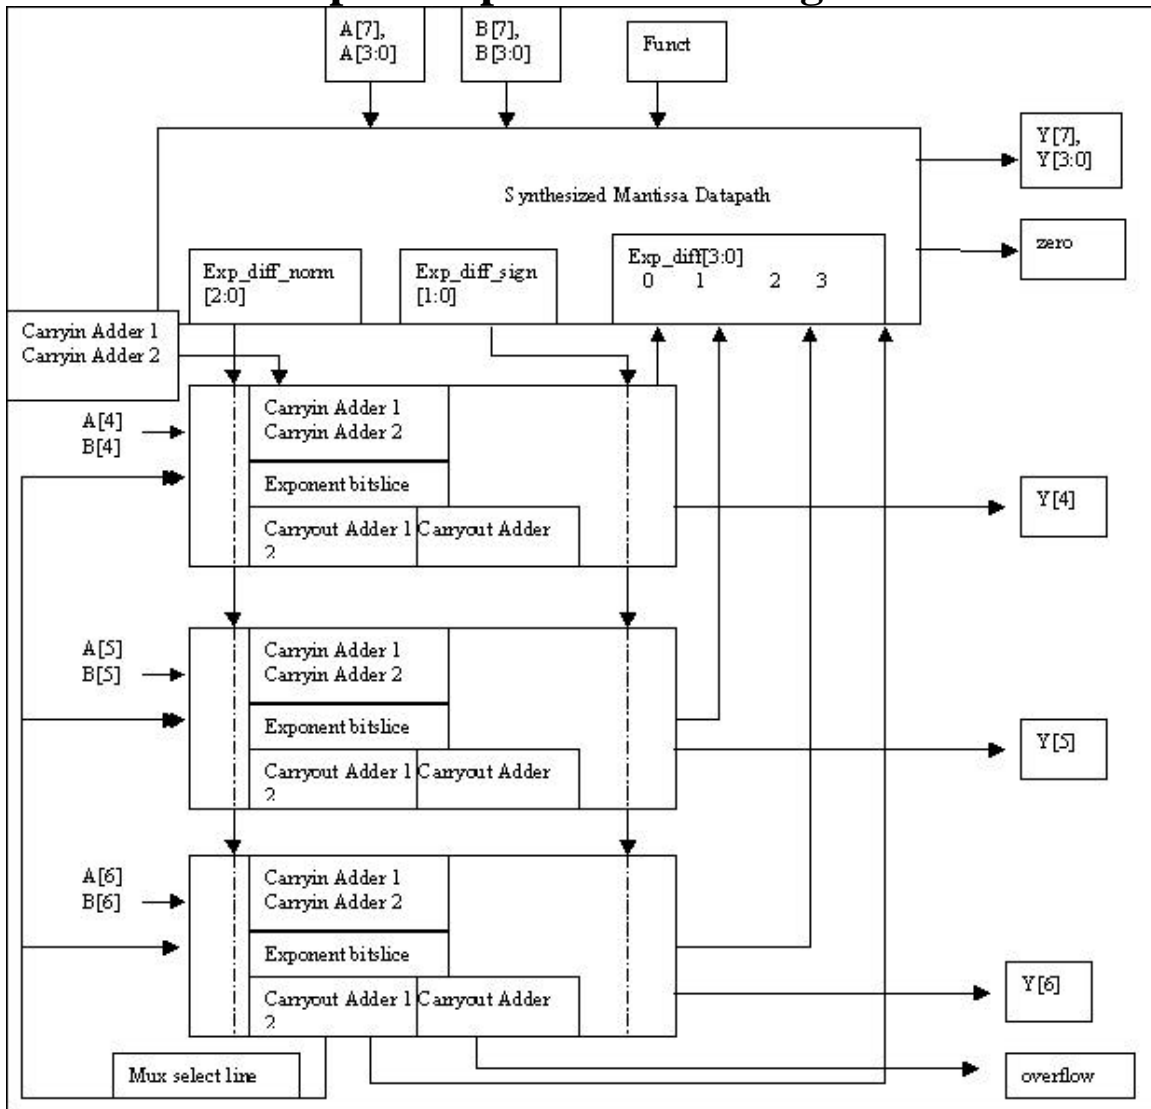 A[7],
A[3:0]
B[7],
B[3:0]
Funct
Y[7],
Y[3:0]
Synthesized Mantissa Datapath
zero
Exp_diff_norm
[2:0]
Exp_diff_sign
[1:0]
Exp_diff[3:0]
0 1 2 3
Carryin Adder 1
Carryin Adder 2
A[4]
B[4]
Carryin Adder 1
Carryin Adder 2
Exponent bitslice
Carryout Adder 1
2
Carryout Adder
Y[4]
A[5]
B[5]
Carryin Adder 1
Carryin Adder 2
Exponent bitslice
Carryout Adder 1
2
Carryout Adder
Y[5]
A[6]
B[6]
Carryin Adder 1
Carryin Adder 2
Exponent bitslice
Carryout Adder 1
2
Carryout Adder
Y[6]
Mux select line
overflow